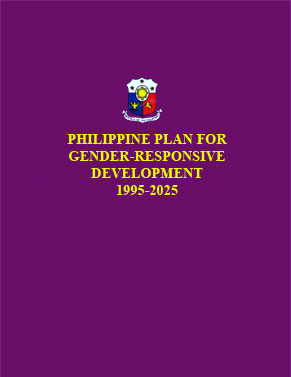 PHILIPPINE PLAN FOR
GENDER-RESPONSIVE
DEVELOPMENT
1995-2025